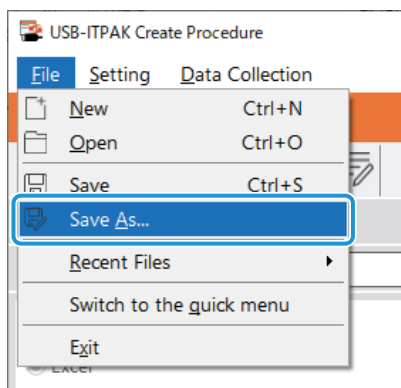 USB-ITPAK Create Procedure
File Setting Data Collection
New Ctrl+N
Open Ctrl+O
Save Ctrl+S
Save As...
Recent Files
Switch to the quick menu
Exit
Excel